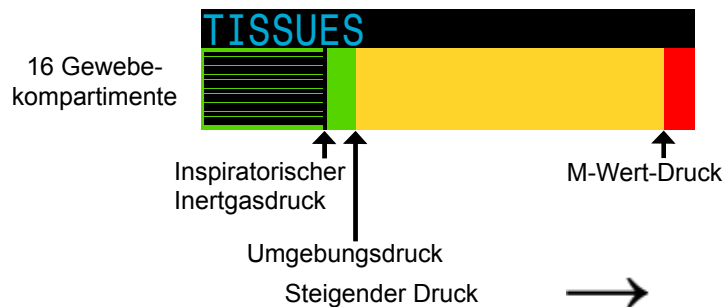 TISSUES
16 Gewebe-
kompartimente
Inspiratorischer
Inertgasdruck
M-Wert-Druck
Umgebungsdruck
Steigender Druck